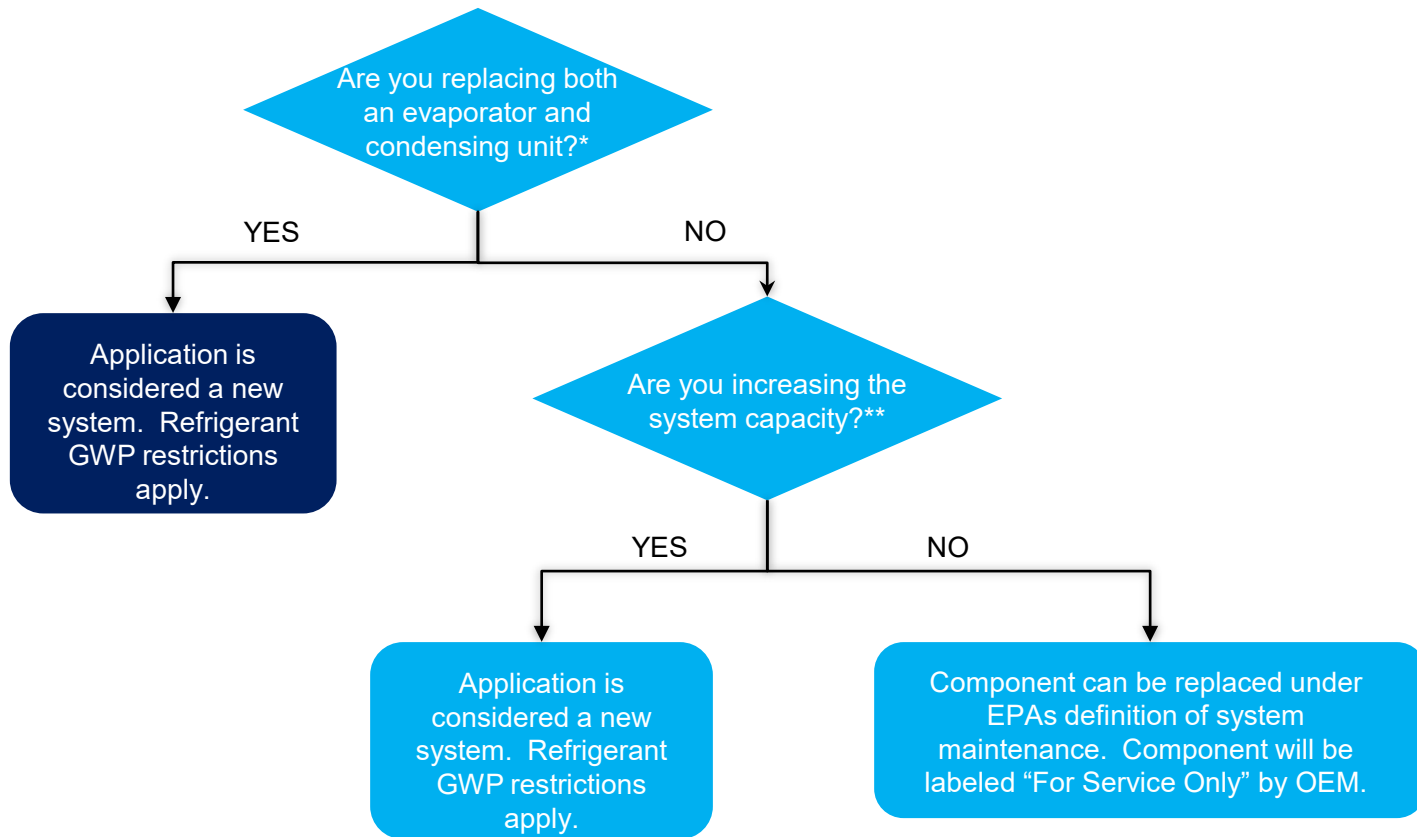 Are you replacing both
an evaporator and
condensing unit?*
YES
NO
Application is
considered a new
system.  Refrigerant
GWP restrictions
apply.
Are you increasing the
system capacity?**
YES
NO
Application is
considered a new
system.  Refrigerant
GWP restrictions
apply.
Component can be replaced under
EPAs definition of system
maintenance.  Component will be
labeled “For Service Only” by OEM.